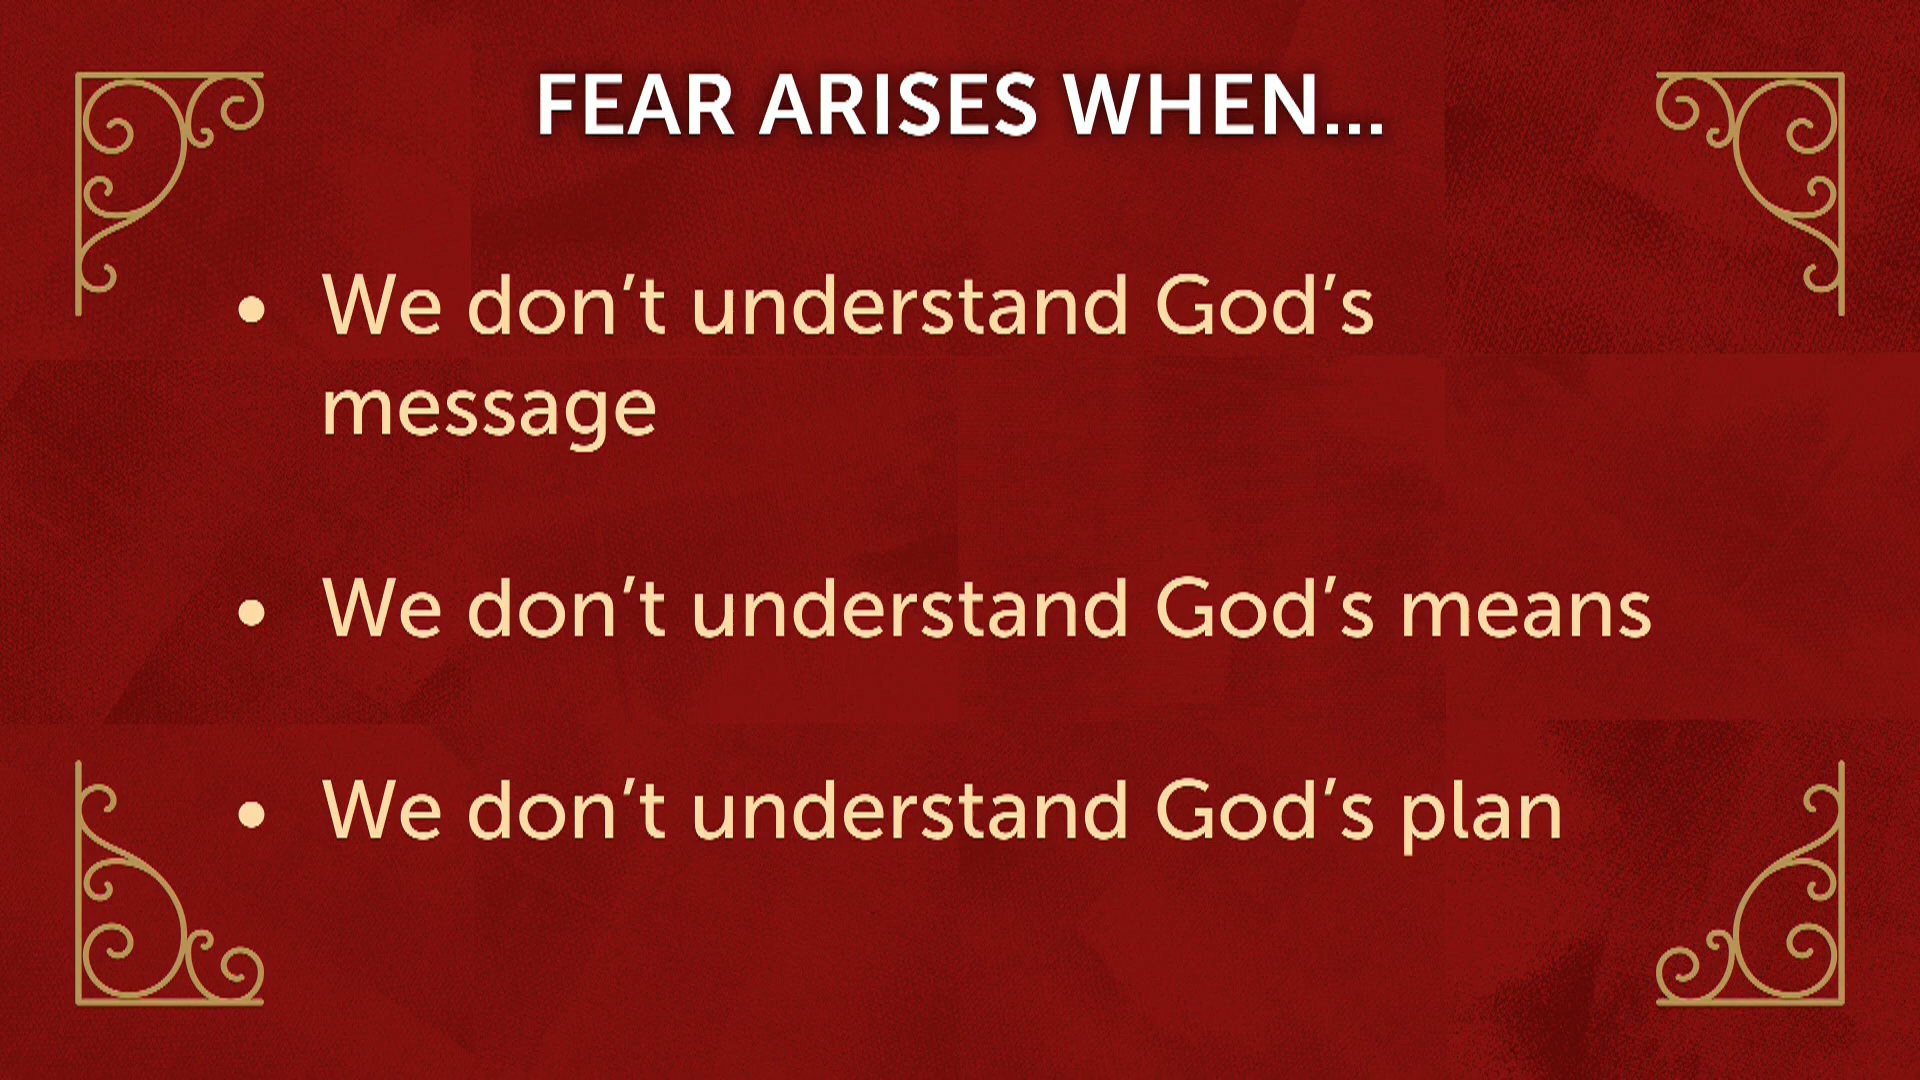 FEAR ARISES WHEN...
• We don’t understand God’s
message
• We don’t understand God’s means
• We don’t understand God’s plan